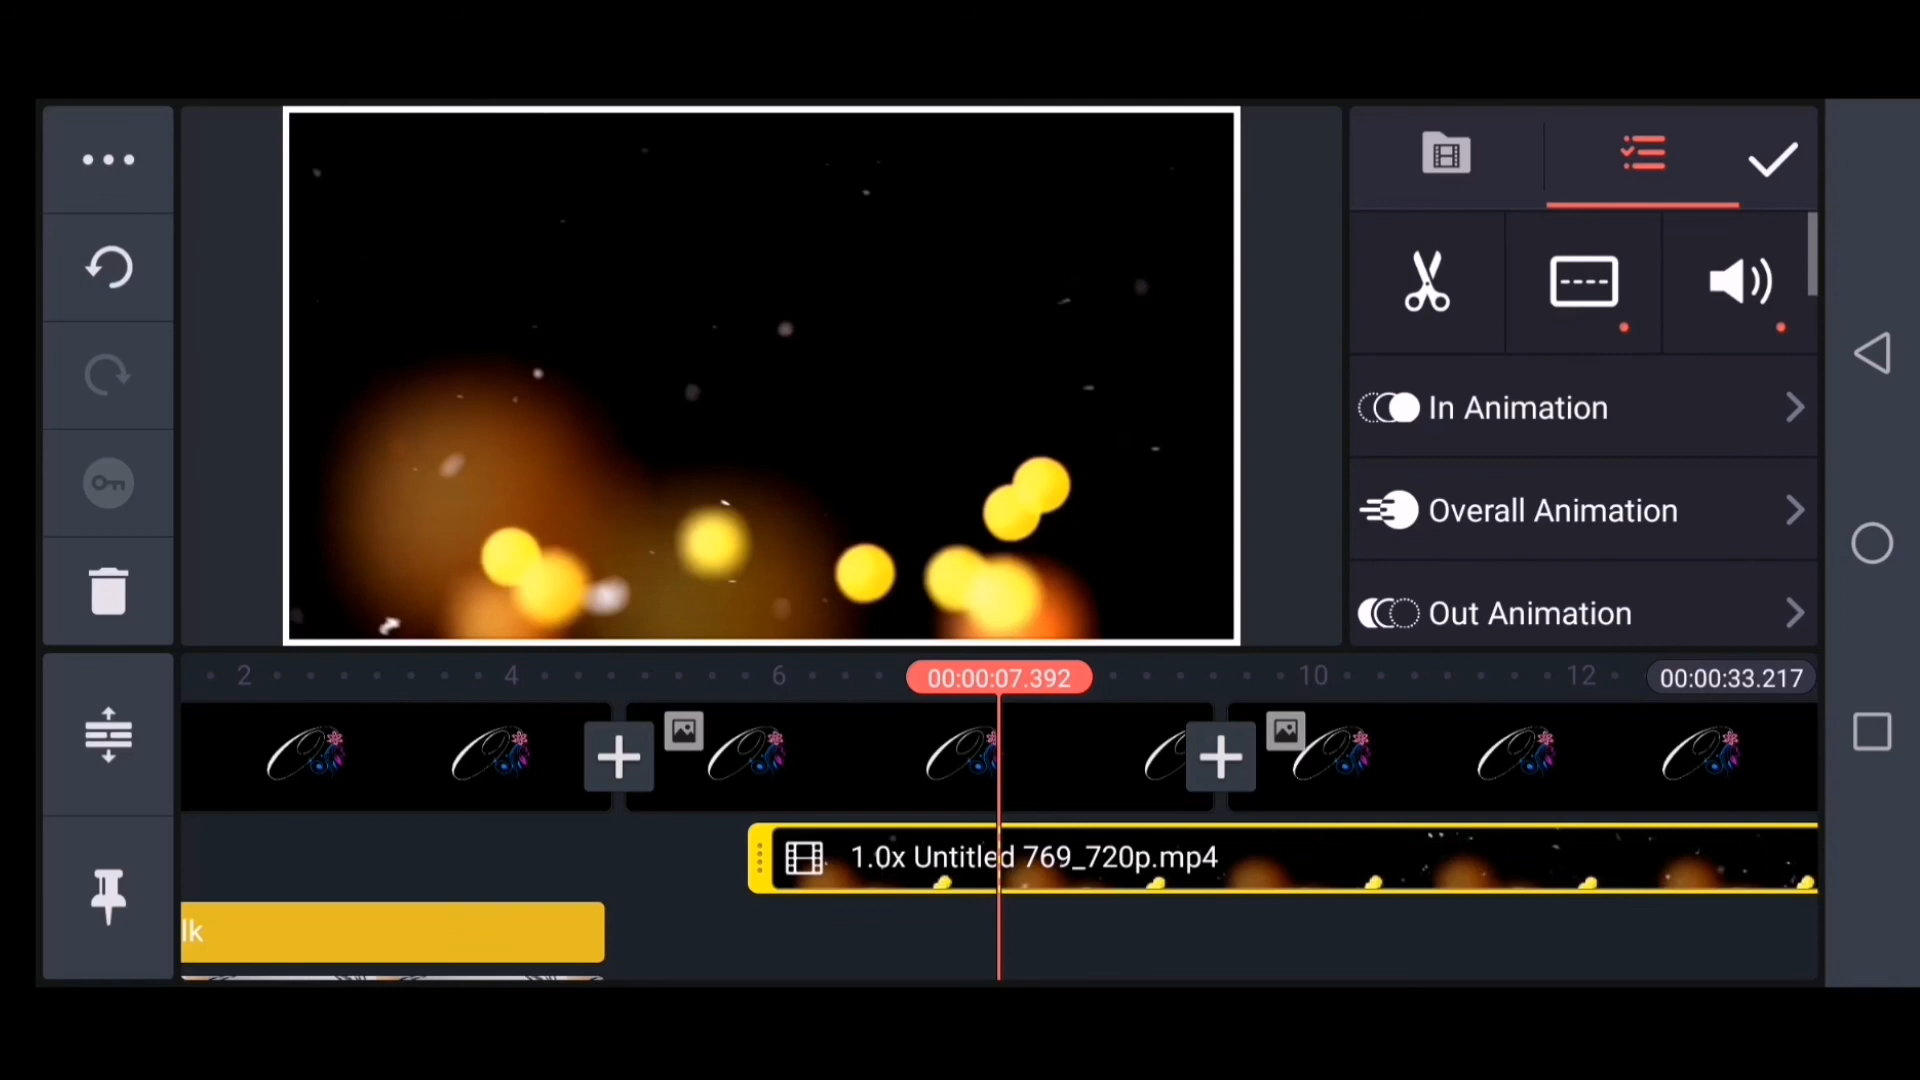 In Animation
Overall Animation
Out Animation
2
4
6
00:00:07.392
10
12
00:00:33.217
1.0x Untitled 769_720p.mp4
lk